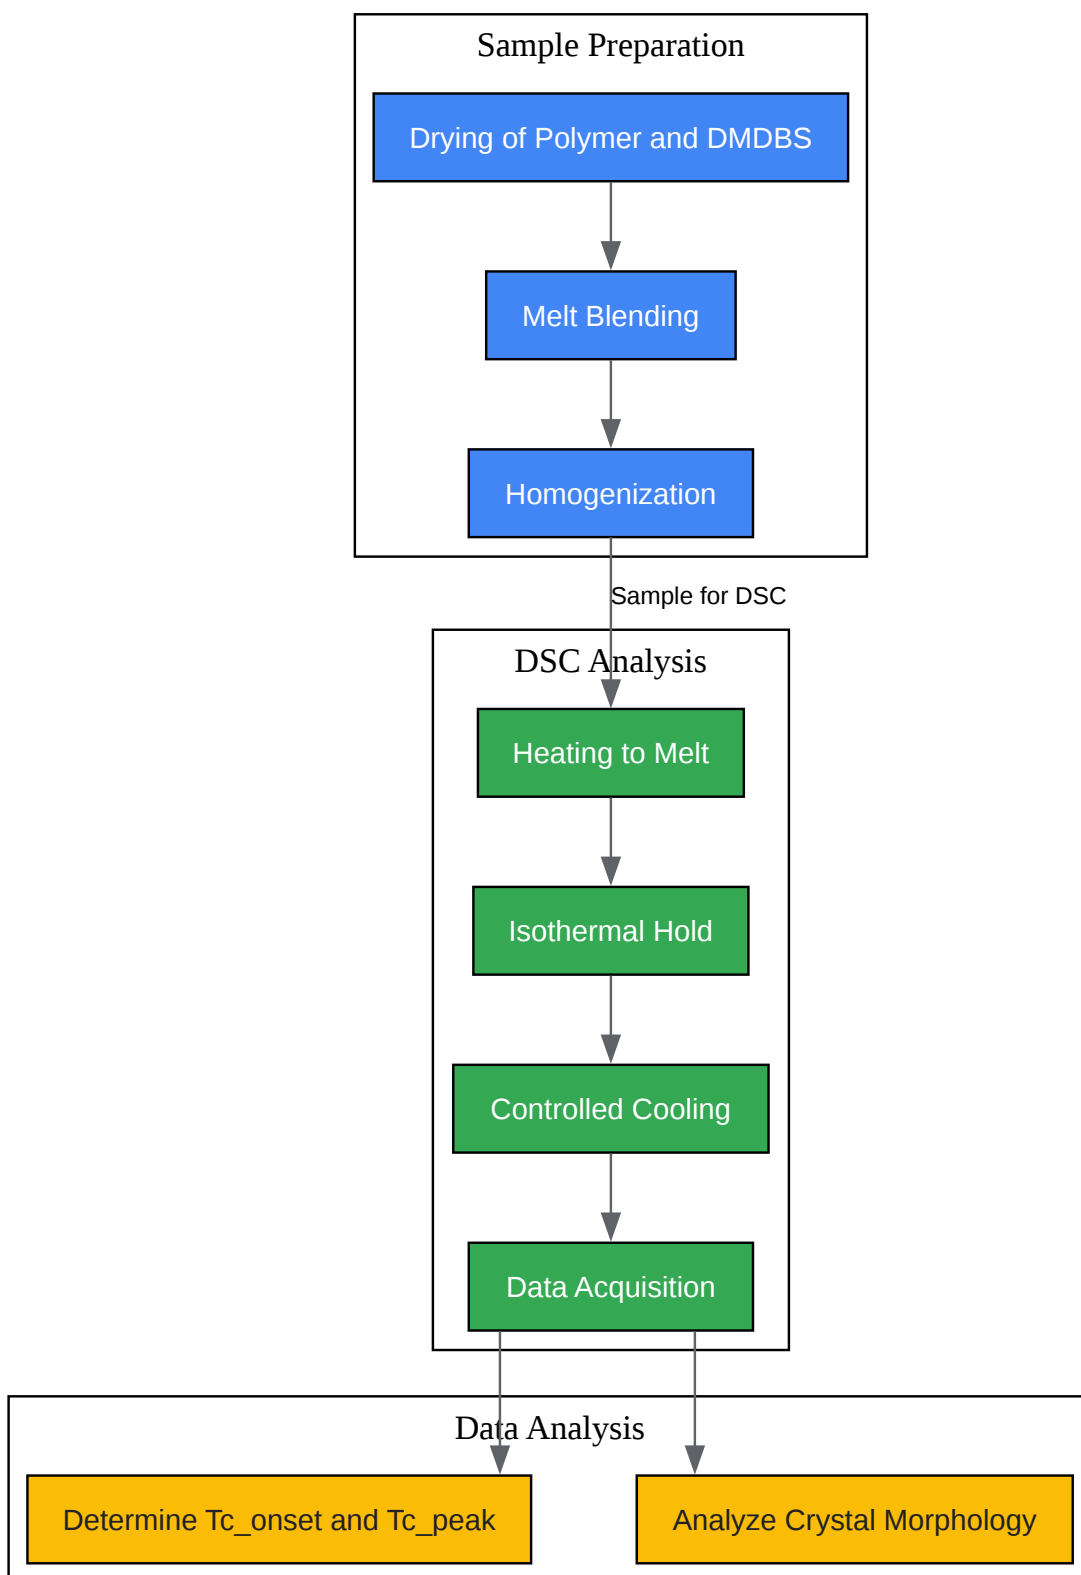 Sample Preparation
Drying of Polymer and DMDBS
Melt Blending
Homogenization
Sample for DSC
DSC Analysis
Heating to Melt
Isothermal Hold
Controlled Cooling
Data Acquisition
Data Analysis
Determine Tc_onset and Tc_peak
Analyze Crystal Morphology